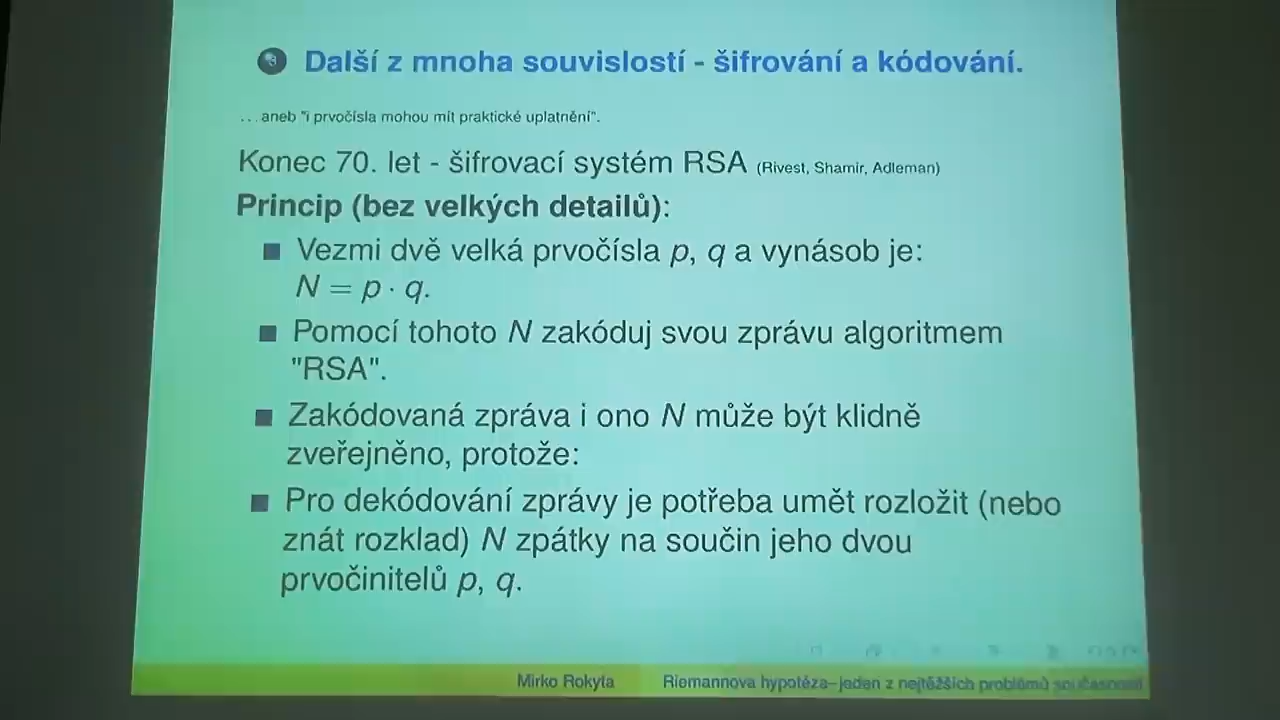 3 Další z mnoha souvislostí - šifrování a kódování.
...aneb "i prvočísla mohou mít praktické uplatnění".
Konec 70. let - šifrovací systém RSA (Rivest, Shamir, Adleman)
Princip (bez velkých detailů):
■ Vezmi dvě velká prvočísla p, q a vynásob je:
N = p · q.
■ Pomocí tohoto N zakóduj svou zprávu algoritmem
"RSA".
■ Zakódovaná zpráva i ono N může být klidně
zveřejněno, protože:
■ Pro dekódování zprávy je potřeba umět rozložit (nebo
znát rozklad) N zpátky na součin jeho dvou
prvočinitelů p, q.
Mirko Rokyta Riemannova hypotéza–jeden z nejtěžších problémů současnosti